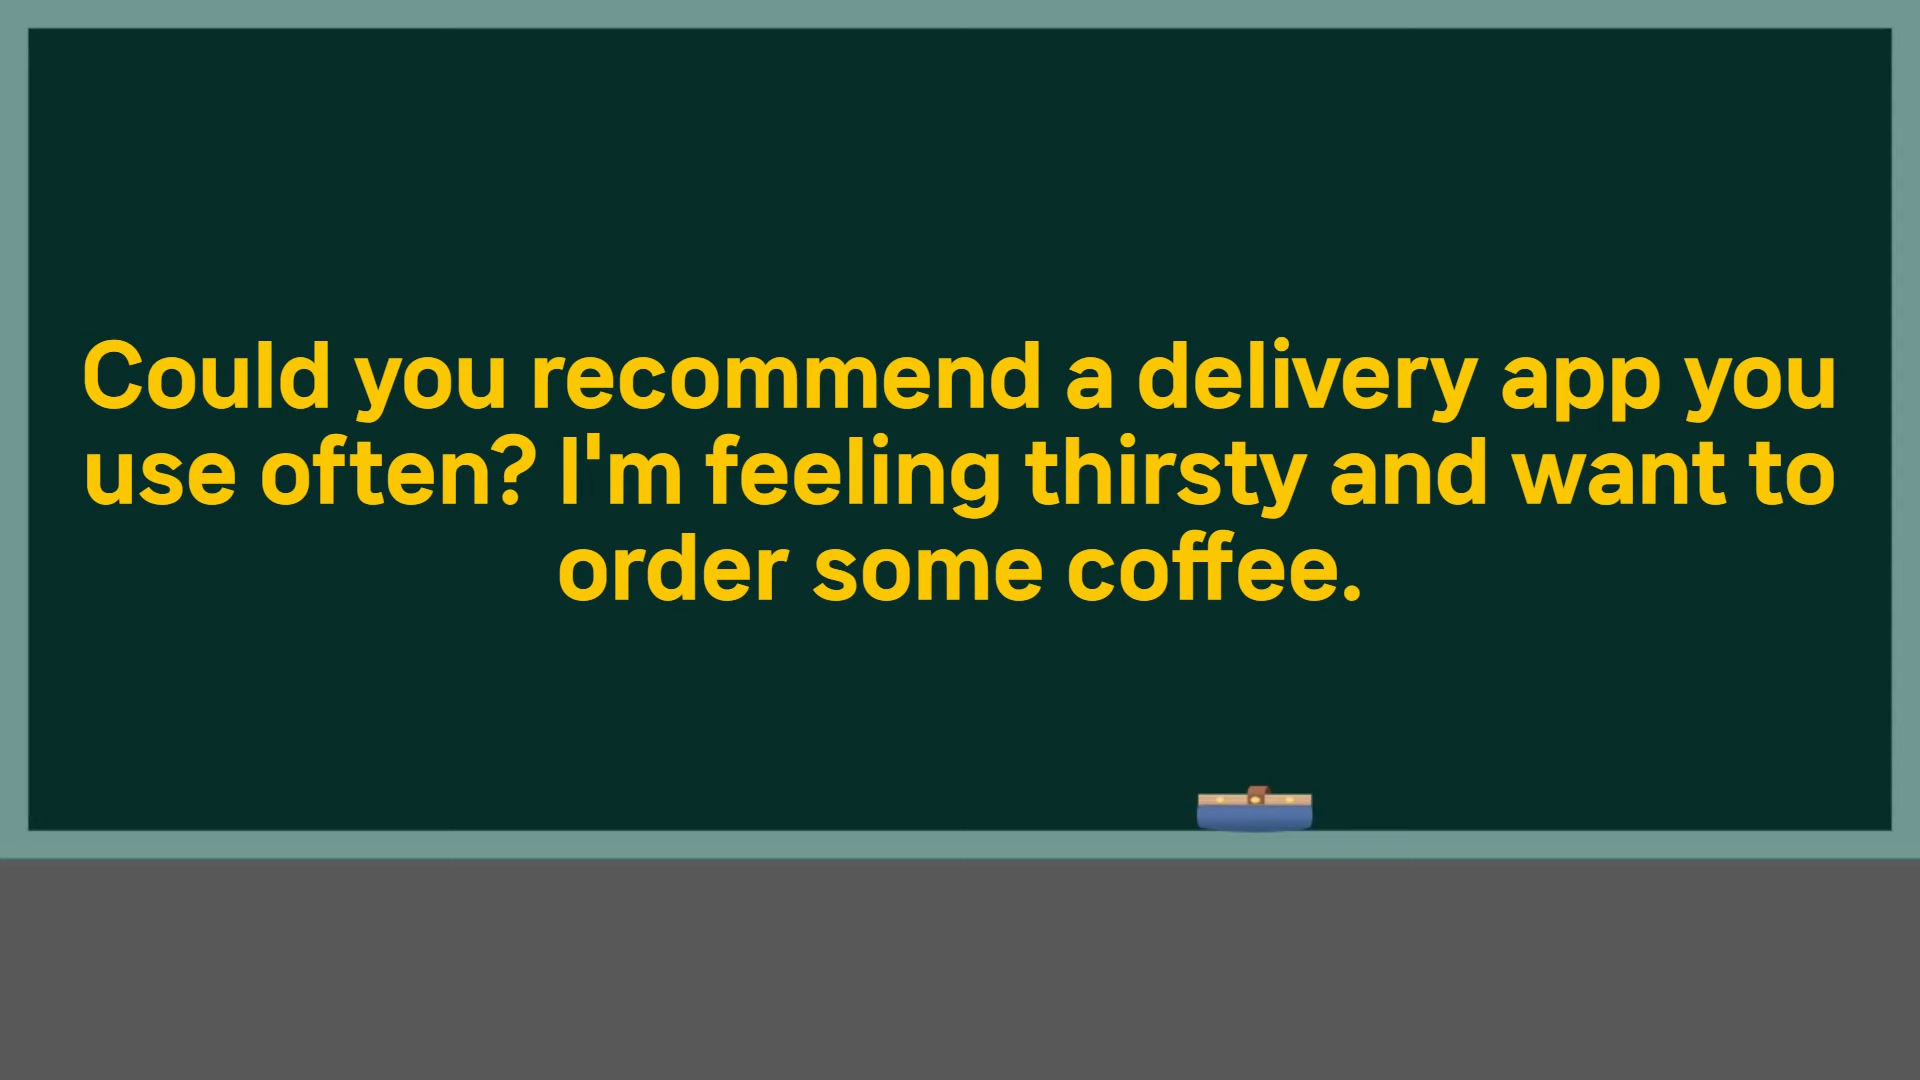 Could you recommend a delivery app you
use often? I'm feeling thirsty and want to
order some coffee.